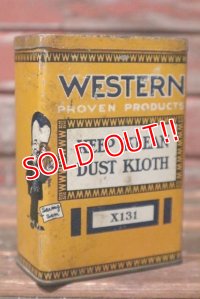 WESTERN
PROVEN PRODUCTS
SOLD OUT!!
DUST KLOTH
X131